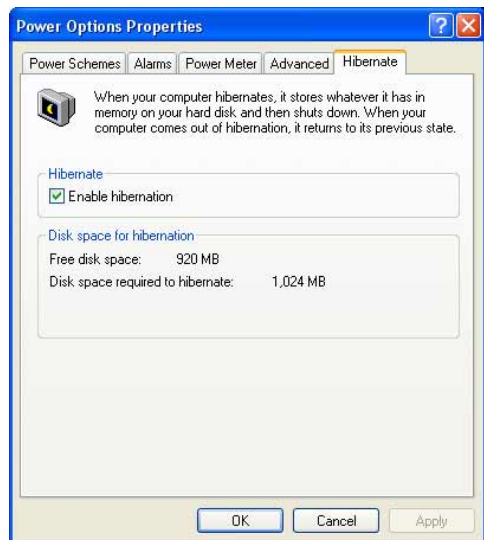 Power Options Properties
Power Schemes Alarms Power Meter Advanced Hibernate
When your computer hibernates, it stores whatever it has in
memory on your hard disk and then shuts down. When your
computer comes out of hibernation, it returns to its previous state.
Hibernate
Enable hibernation
Disk space for hibernation
Free disk space: 920 MB
Disk space required to hibernate: 1,024 MB
OK Cancel Apply